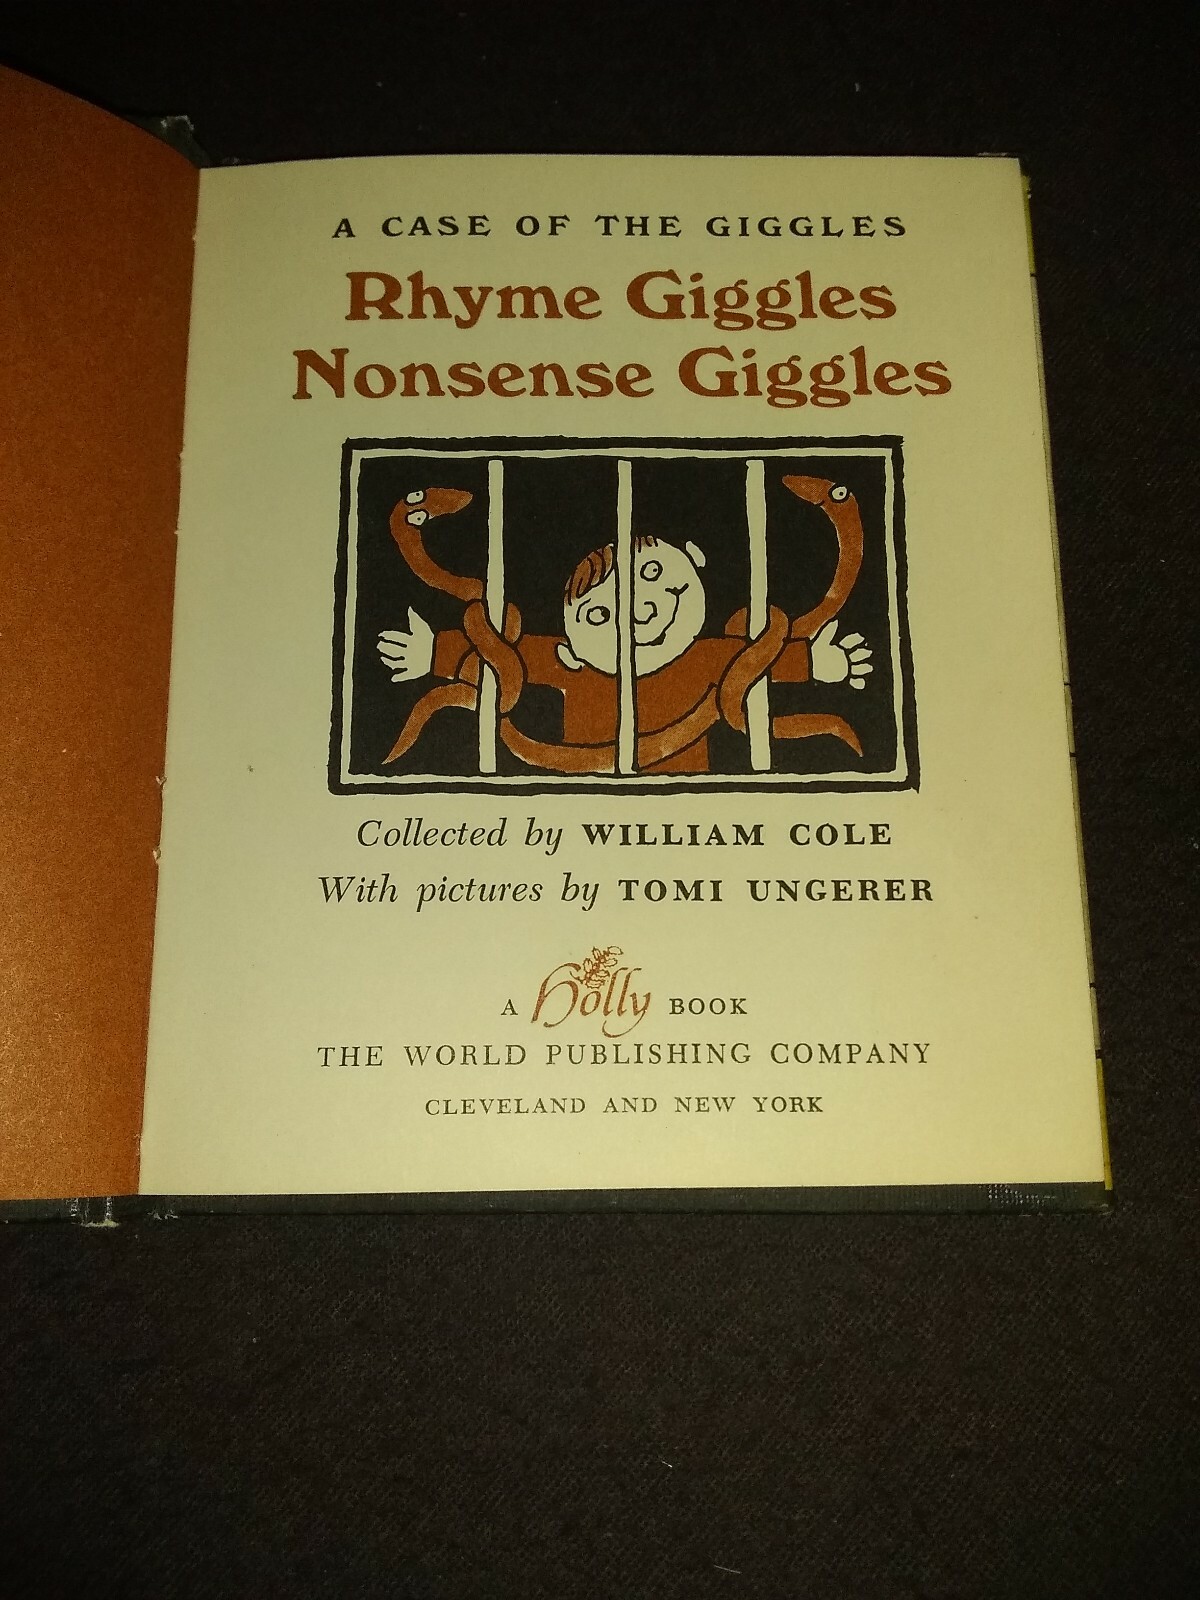 A CASE OF THE GIGGLES
Rhyme Giggles
Nonsense Giggles
Collected by WILLIAM COLE
With pictures by TOMI UNGERER
A Holly BOOK
THE WORLD PUBLISHING COMPANY
CLEVELAND AND NEW YORK